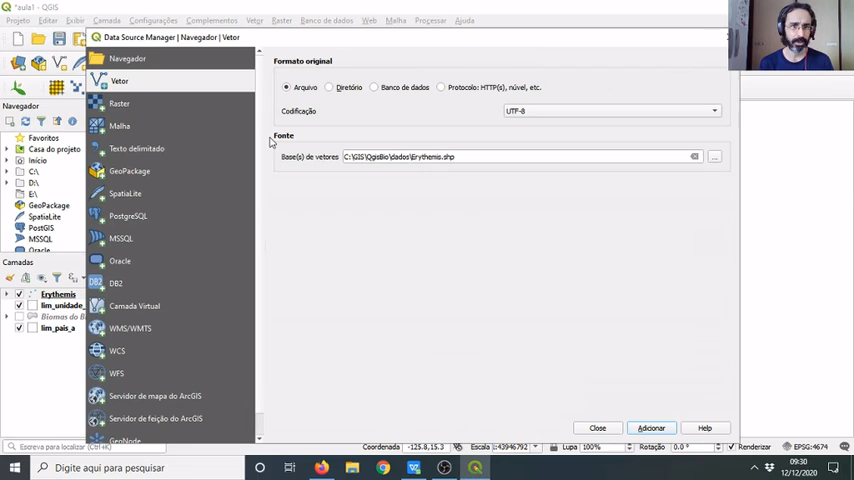 *aula1 - QGIS
Projeto Editar Exibir Camada Configurações Complementos Vetor Raster Banco de dados Web Malha Processar Ajuda
Data Source Manager | Navegador | Vetor
Navegador
Vetor
Raster
Malha
Texto delimitado
GeoPackage
SpatiaLite
PostgreSQL
MSSQL
Oracle
DB2
Camada Virtual
WMS/WMTS
WCS
WFS
Servidor de mapa do ArcGIS
Servidor de feição do ArcGIS
GeoNode
Formato original
Arquivo Diretório Banco de dados Protocolo: HTTP(s), núvel, etc.
Codificação UTF-8
Fonte
Base(s) de vetores C:\GIS\QgisBio\dados\Erythemis.shp ...
Close Adicionar Help
Navegador
Favoritos
Casa do projeto
Início
C:\
D:\
E:\
GeoPackage
SpatiaLite
PostGIS
MSSQL
Oracle
Camadas
Erythemis
lim_unidade_
Biomas do B
lim_pais_a
Escreva para localizar (Ctrl+K)
Coordenada -125.8,15.3 Escala :43946792 Lupa 100% Rotação 0.0 ° Renderizar EPSG:4674
Digite aqui para pesquisar
09:30
12/12/2020